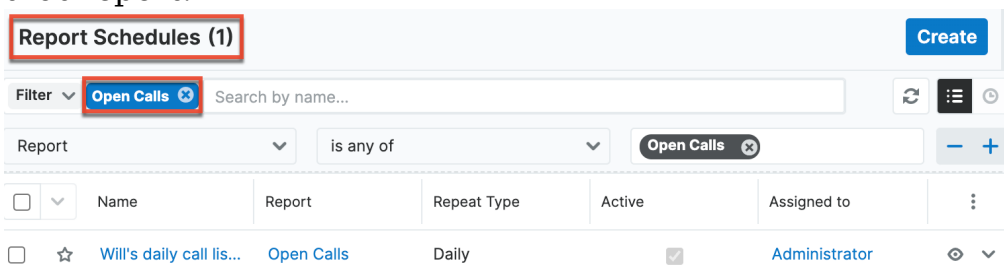 Report Schedules (1)
Create
Filter Open Calls Search by name...
Report is any of Open Calls
Name Report Repeat Type Active Assigned to
Will's daily call lis... Open Calls Daily Administrator